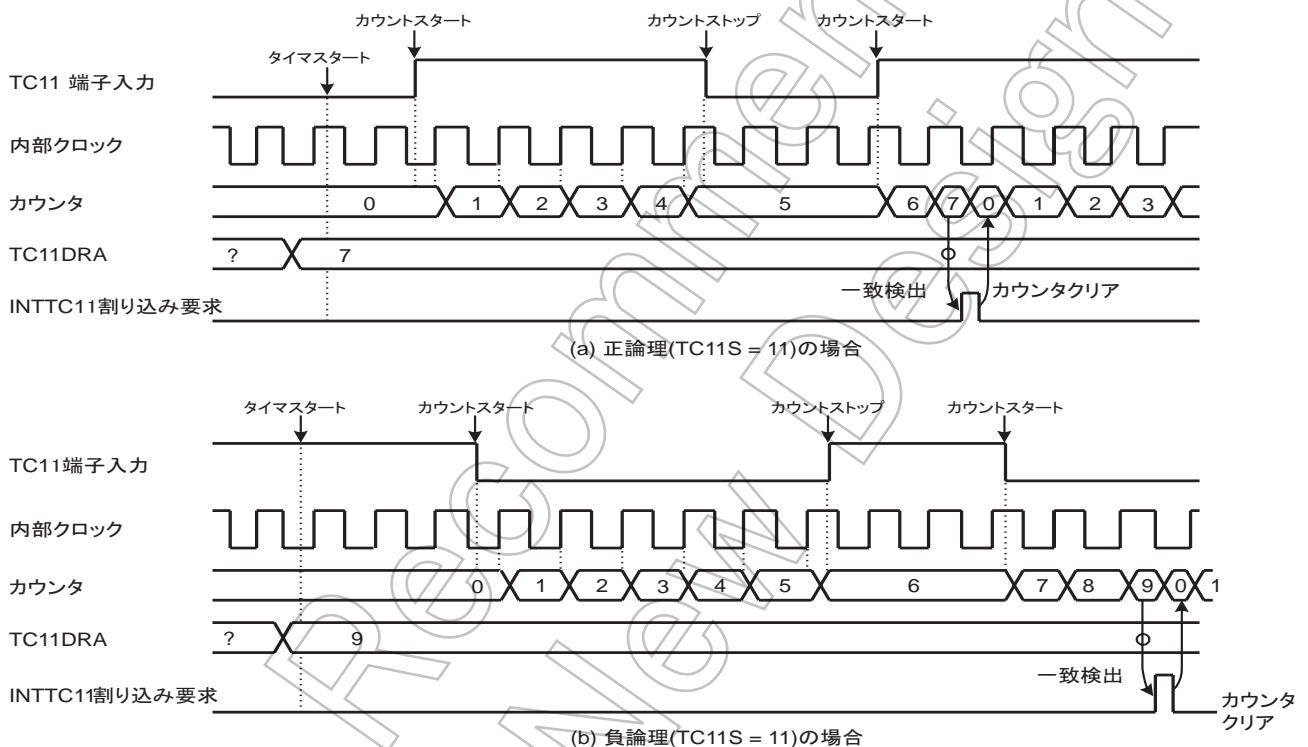 カウントスタート カウントストップ カウントスタート
タイマスタート
TC11 端子入力
内部クロック
カウンタ 0 1 2 3 4 5 6 7 0 1 2 3
TC11DRA ? 7
一致検出 カウンタクリア
INTTC11割り込み要求
(a) 正論理(TC11S = 11)の場合
タイマスタート カウントスタート カウントストップ カウントスタート
TC11端子入力
内部クロック
カウンタ 0 1 2 3 4 5 6 7 8 9 0 1
TC11DRA ? 9
一致検出
INTTC11割り込み要求 カウンタ
クリア
(b) 負論理(TC11S = 11)の場合
Recommen
New Design